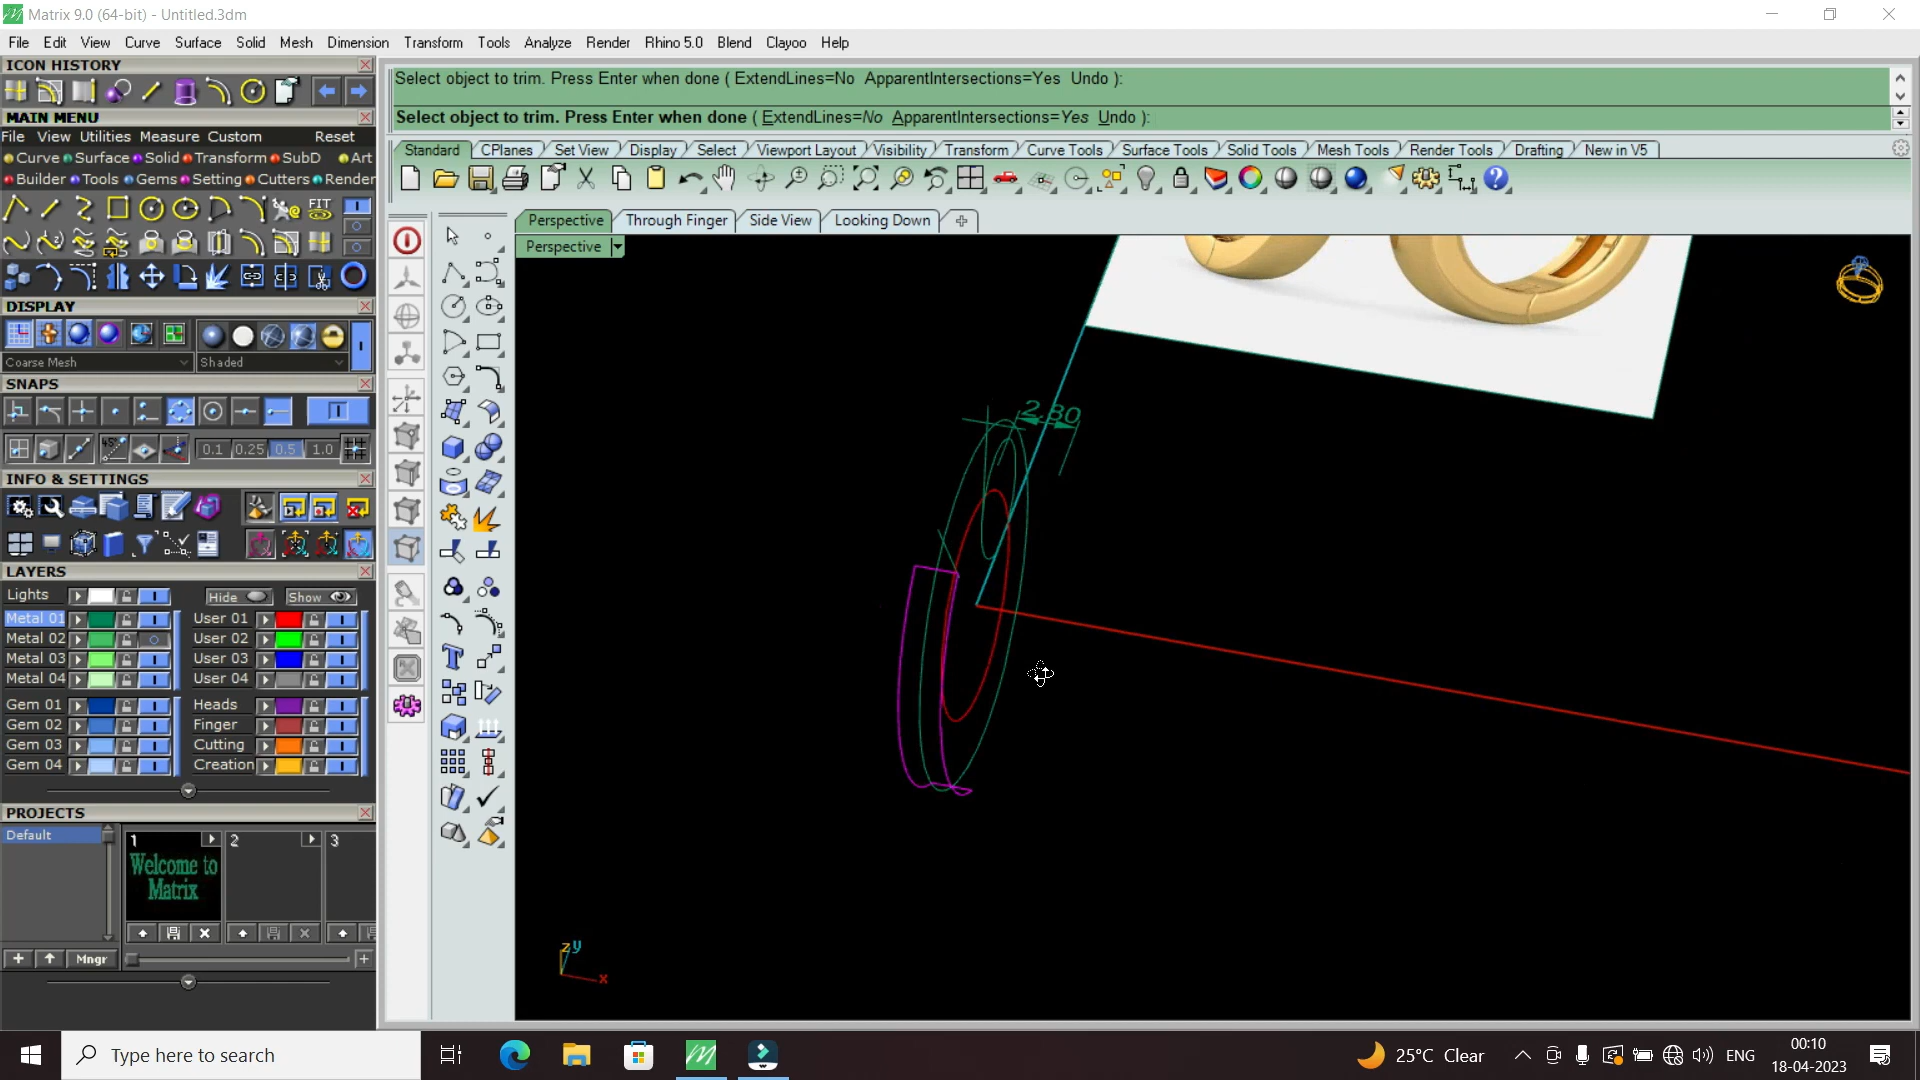 Matrix 9.0 (64-bit) - Untitled.3dm
File Edit View Curve Surface Solid Mesh Dimension Transform Tools Analyze Render Rhino 5.0 Blend Clayoo Help
ICON HISTORY
Select object to trim. Press Enter when done ( ExtendLines=No ApparentIntersections=Yes Undo ):
Select object to trim. Press Enter when done ( ExtendLines=No ApparentIntersections=Yes Undo ):
MAIN MENU
File View Utilities Measure Custom Reset
Curve Surface Solid Transform SubD Art
Builder Tools Gems Setting Cutters Render
FIT
Standard CPlanes Set View Display Select Viewport Layout Visibility Transform Curve Tools Surface Tools Solid Tools Mesh Tools Render Tools Drafting New in V5
Perspective Through Finger Side View Looking Down
Perspective
DISPLAY
Coarse Mesh Shaded
SNAPS
0.1 0.25 0.5 1.0
INFO & SETTINGS
LAYERS
Lights Hide Show
Metal 01 User 01
Metal 02 User 02
Metal 03 User 03
Metal 04 User 04
Gem 01 Heads
Gem 02 Finger
Gem 03 Cutting
Gem 04 Creation
PROJECTS
Default 1 2 3
Welcome to
Matrix
Mngr
2.80
z y
x
Type here to search
25°C Clear
ENG
00:10
18-04-2023